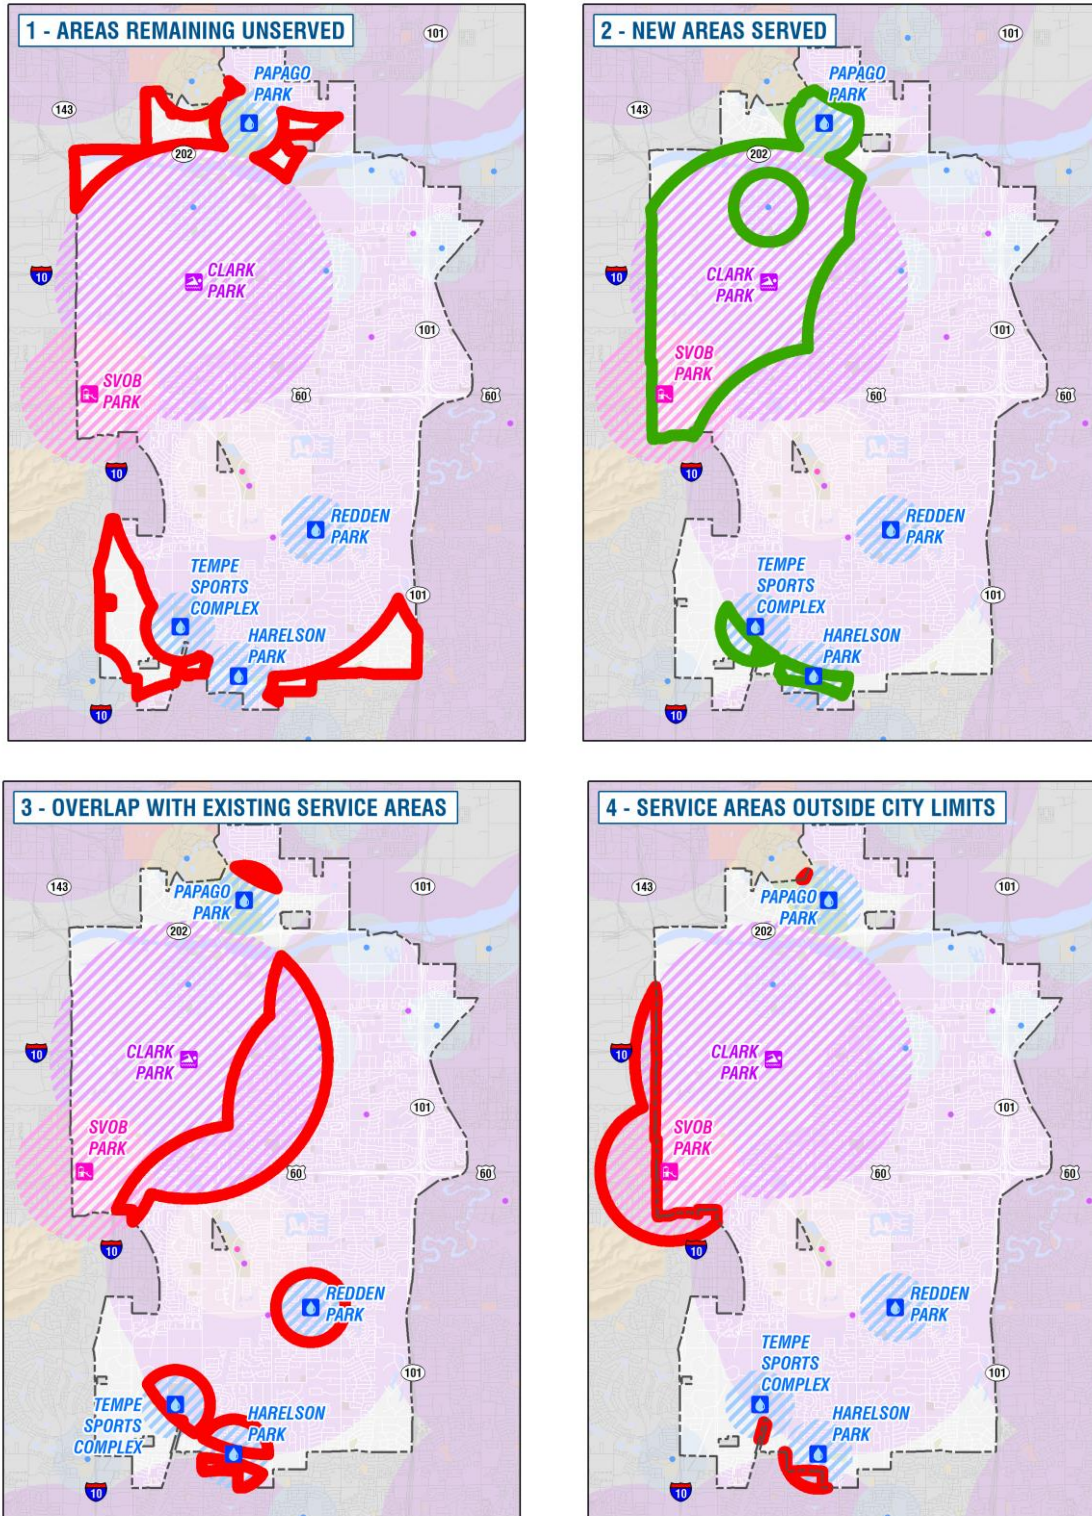 1 - AREAS REMAINING UNSERVED
101
PAPAGO
PARK
143
202
CLARK
PARK
10
101
SVOB
PARK
60
60
10
REDDEN
PARK
TEMPE
SPORTS
COMPLEX
101
HARELSON
PARK
10
2 - NEW AREAS SERVED
101
PAPAGO
PARK
143
202
CLARK
PARK
10
101
SVOB
PARK
60
60
10
REDDEN
PARK
TEMPE
SPORTS
COMPLEX
101
HARELSON
PARK
10
3 - OVERLAP WITH EXISTING SERVICE AREAS
143
101
PAPAGO
PARK
202
CLARK
PARK
10
101
SVOB
PARK
60
60
10
REDDEN
PARK
101
TEMPE
SPORTS
COMPLEX
HARELSON
PARK
10
4 - SERVICE AREAS OUTSIDE CITY LIMITS
143
101
PAPAGO
PARK
202
CLARK
PARK
10
101
SVOB
PARK
60
60
10
REDDEN
PARK
TEMPE
SPORTS
COMPLEX
101
HARELSON
PARK
10